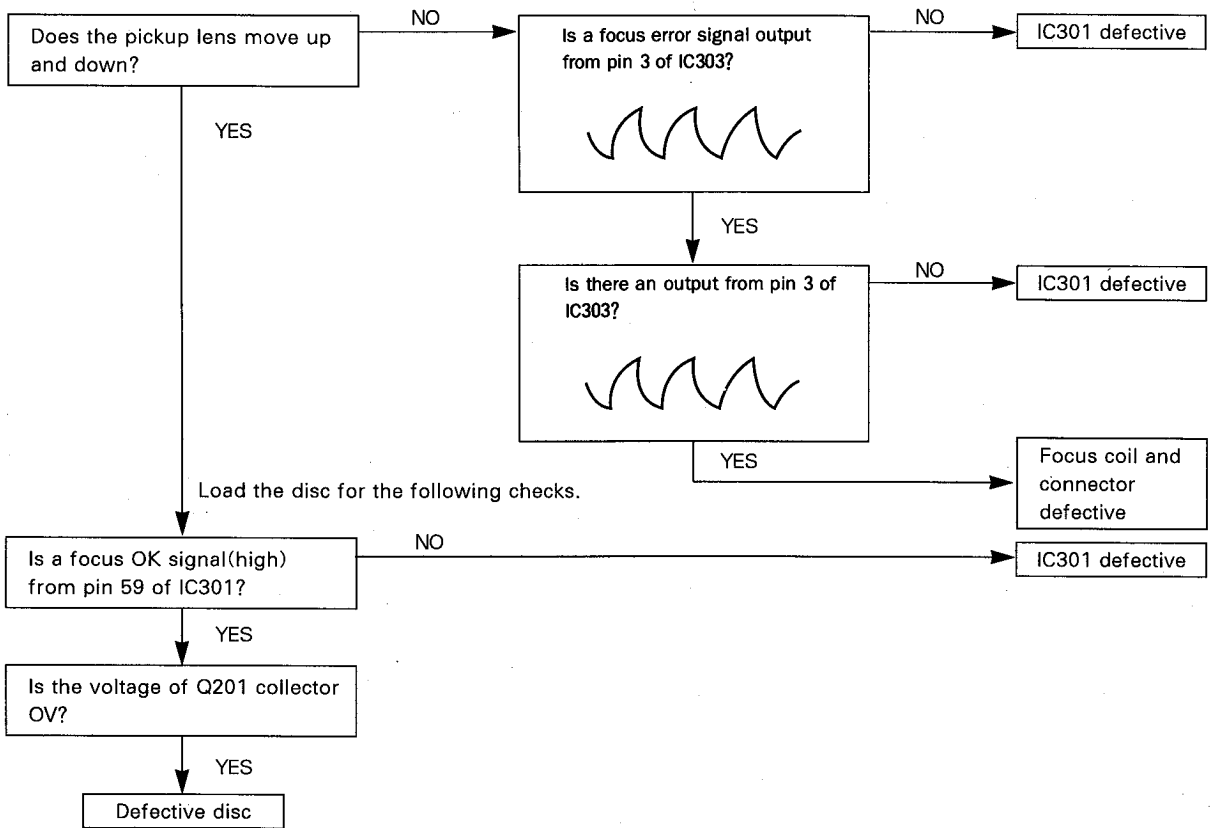 Does the pickup lens move up
and down?
NO
Is a focus error signal output
from pin 3 of IC303?
NO
IC301 defective
YES
YES
Is there an output from pin 3 of
IC303?
NO
IC301 defective
YES
Focus coil and
connector
defective
Load the disc for the following checks.
Is a focus OK signal(high)
from pin 59 of IC301?
NO
IC301 defective
YES
Is the voltage of Q201 collector
OV?
YES
Defective disc